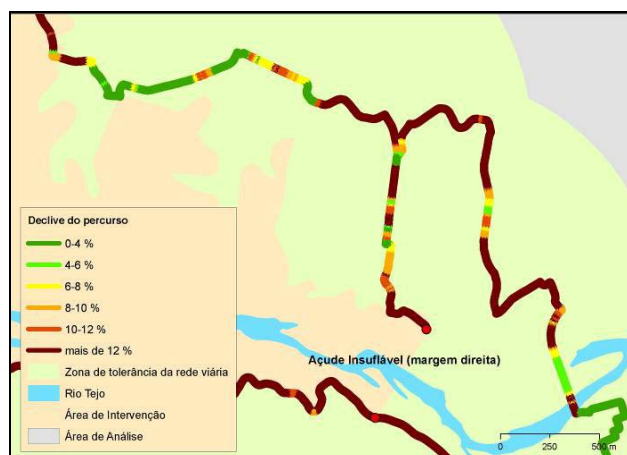 Declive do percurso
0-4 %
4-6 %
6-8 %
8-10 %
10-12 %
mais de 12 %
Zona de tolerância da rede viária
Rio Tejo
Área de Intervenção
Área de Análise
Açude Insuflável (margem direita)
0 250 500 m